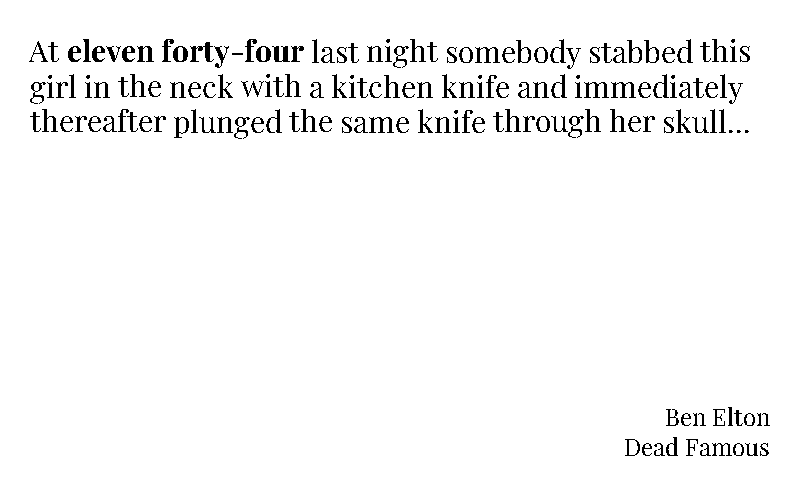 At eleven forty-four last night somebody stabbed this
girl in the neck with a kitchen knife and immediately
thereafter plunged the same knife through her skull...
Ben Elton
Dead Famous